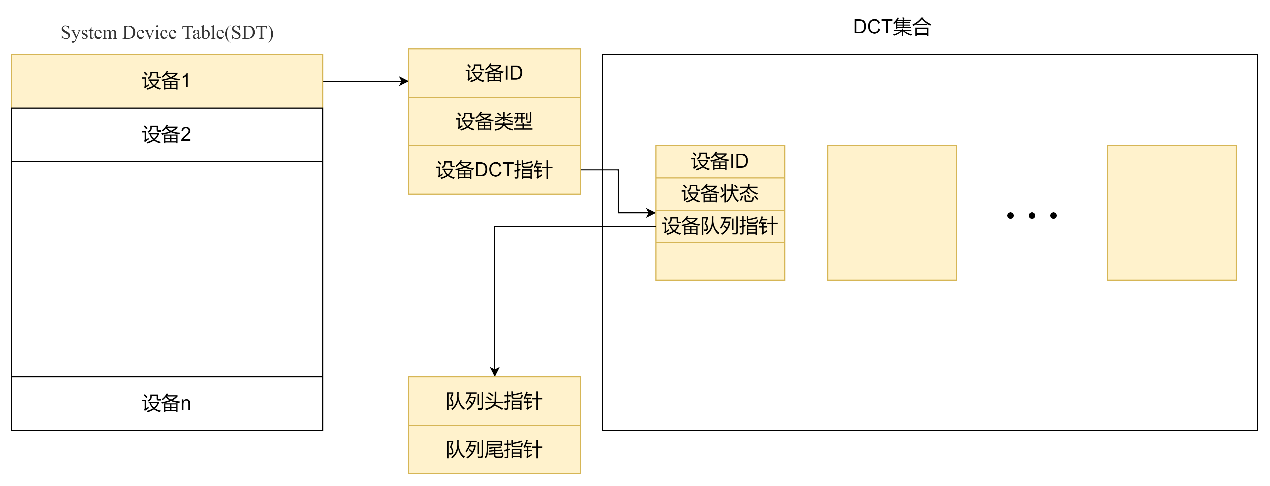 System Device Table(SDT)
设备1
设备2
设备n
设备ID
设备类型
设备DCT指针
队列头指针
队列尾指针
DCT集合
设备ID
设备状态
设备队列指针